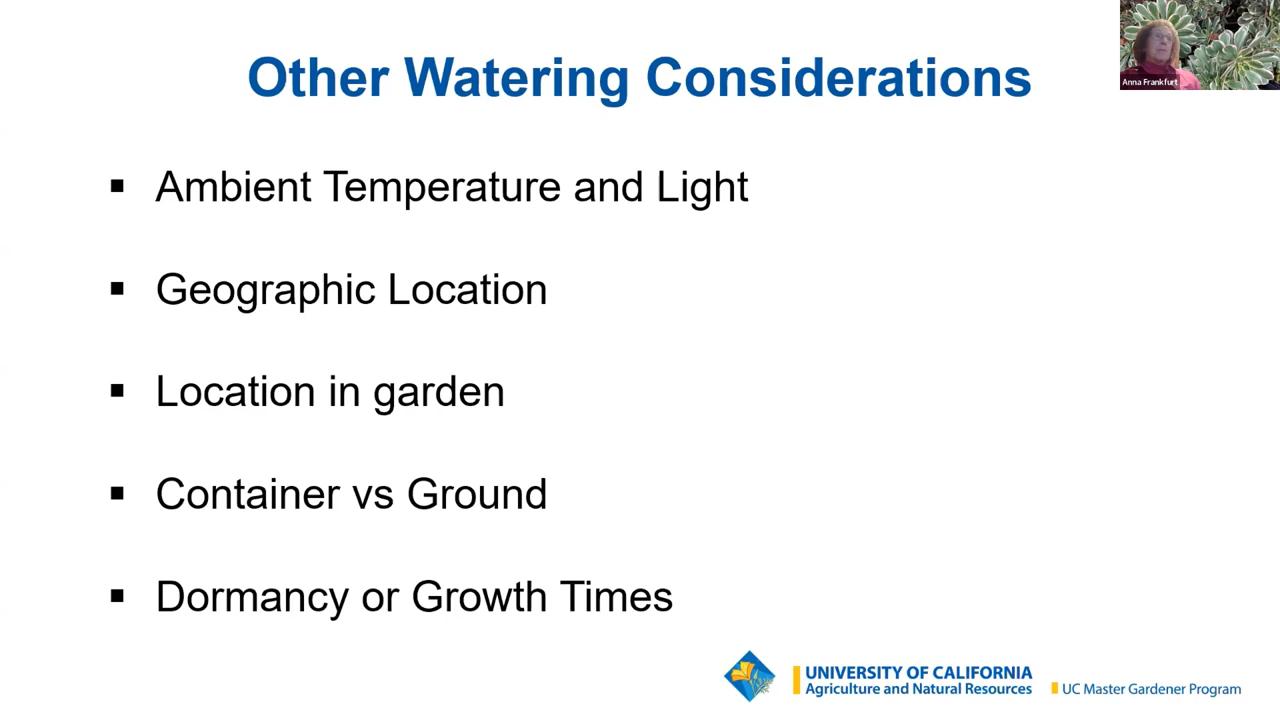 Other Watering Considerations
Anna Frankfurt
▪ Ambient Temperature and Light
▪ Geographic Location
▪ Location in garden
▪ Container vs Ground
▪ Dormancy or Growth Times
UNIVERSITY OF CALIFORNIA
Agriculture and Natural Resources
UC Master Gardener Program